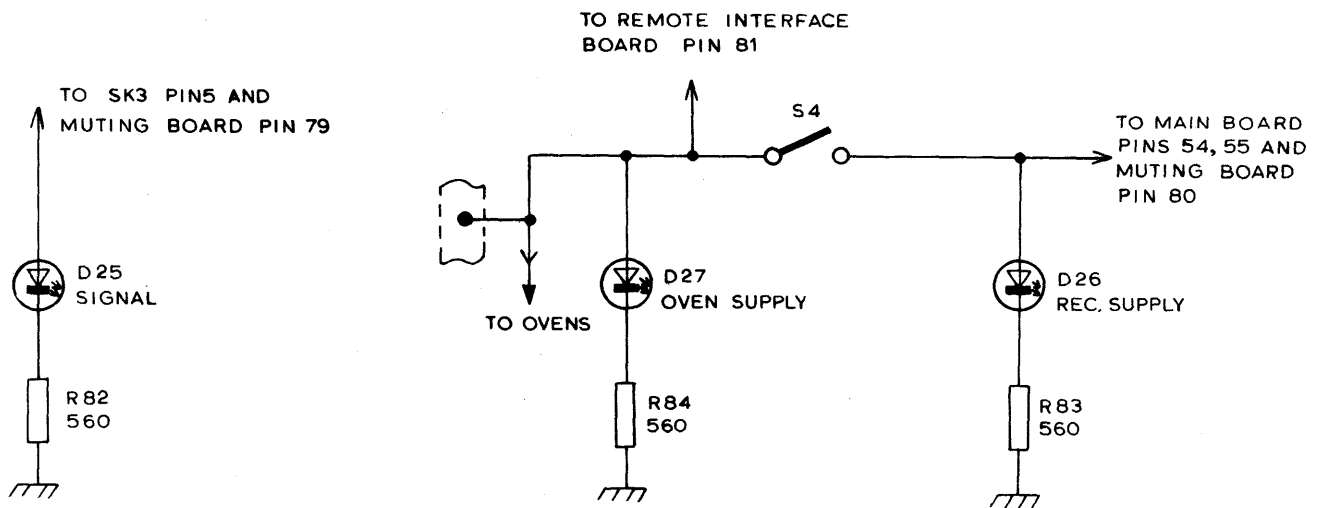 TO REMOTE INTERFACE
BOARD PIN 81
TO SK3 PIN5 AND
MUTING BOARD PIN 79
S4
TO MAIN BOARD
PINS 54, 55 AND
MUTING BOARD
PIN 80
D25
SIGNAL
D27
OVEN SUPPLY
D26
REC. SUPPLY
TO OVENS
R82
560
R84
560
R83
560